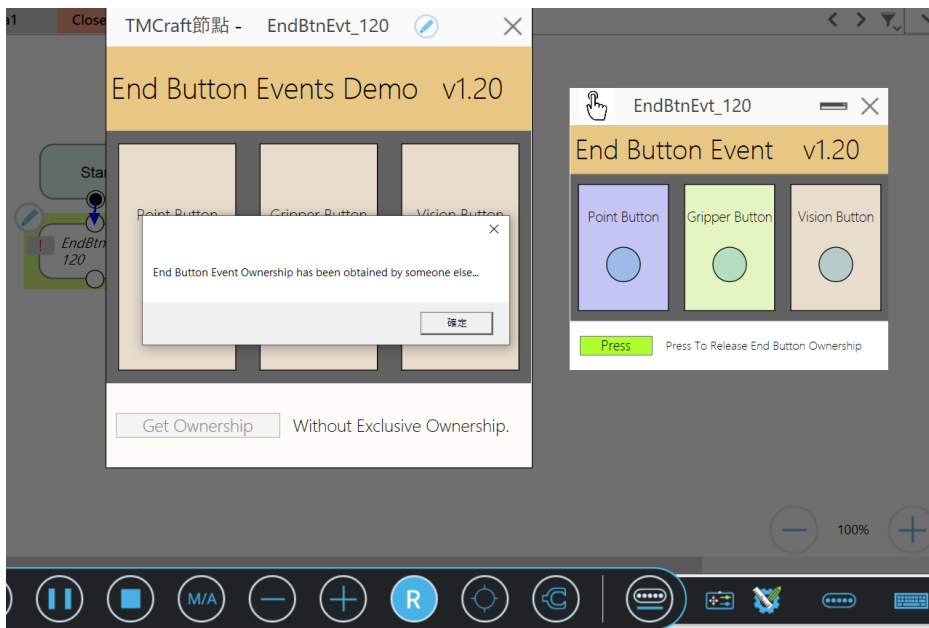 a1
Close
TMCraft節點 - EndBtnEvt_120
End Button Events Demo v1.20
Point Button
Gripper Button
Vision Button
End Button Event Ownership has been obtained by someone else...
確定
Get Ownership
Without Exclusive Ownership.
Star
EndBtn
120
!
EndBtnEvt_120
End Button Event v1.20
Point Button
Gripper Button
Vision Button
Press
Press To Release End Button Ownership
100%
M/A
R